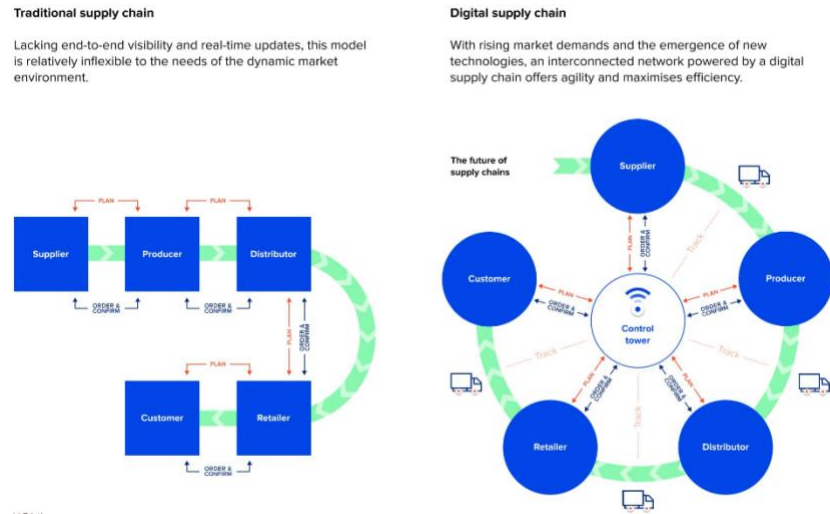 Traditional supply chain
Lacking end-to-end visibility and real-time updates, this model
is relatively inflexible to the needs of the dynamic market
environment.
PLAN
PLAN
Supplier
Producer
Distributor
ORDER &
CONFIRM
ORDER &
CONFIRM
PLAN
ORDER &
CONFIRM
PLAN
Customer
Retailer
ORDER &
CONFIRM
Digital supply chain
With rising market demands and the emergence of new
technologies, an interconnected network powered by a digital
supply chain offers agility and maximises efficiency.
The future of
supply chains
Supplier
PLAN
ORDER &
CONFIRM
Track
Customer
PLAN
ORDER &
CONFIRM
Producer
PLAN
ORDER &
CONFIRM
Control
tower
Track
Track
PLAN
ORDER &
CONFIRM
PLAN
ORDER &
CONFIRM
Track
Retailer
Distributor